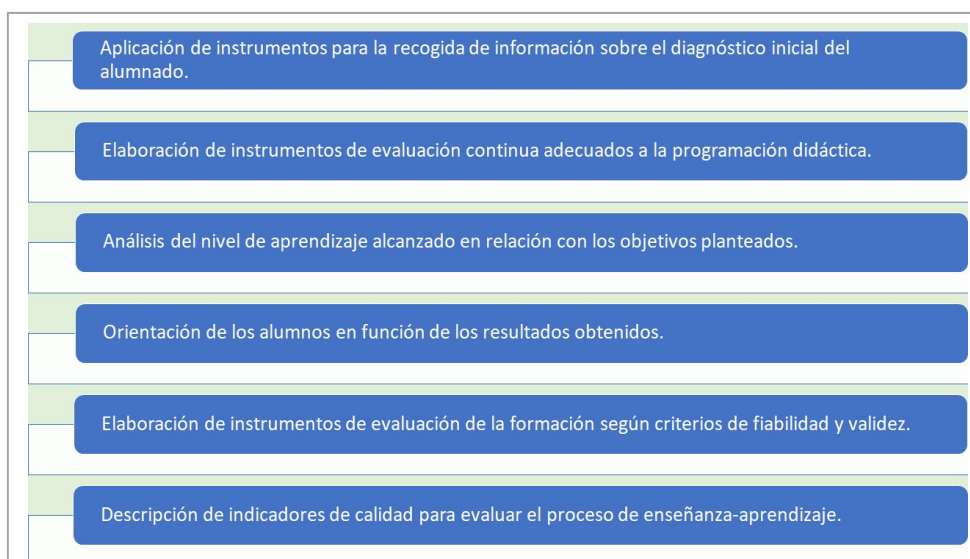 Aplicación de instrumentos para la recogida de información sobre el diagnóstico inicial del
alumnado.
Elaboración de instrumentos de evaluación continua adecuados a la programación didáctica.
Análisis del nivel de aprendizaje alcanzado en relación con los objetivos planteados.
Orientación de los alumnos en función de los resultados obtenidos.
Elaboración de instrumentos de evaluación de la formación según criterios de fiabilidad y validez.
Descripción de indicadores de calidad para evaluar el proceso de enseñanza-aprendizaje.